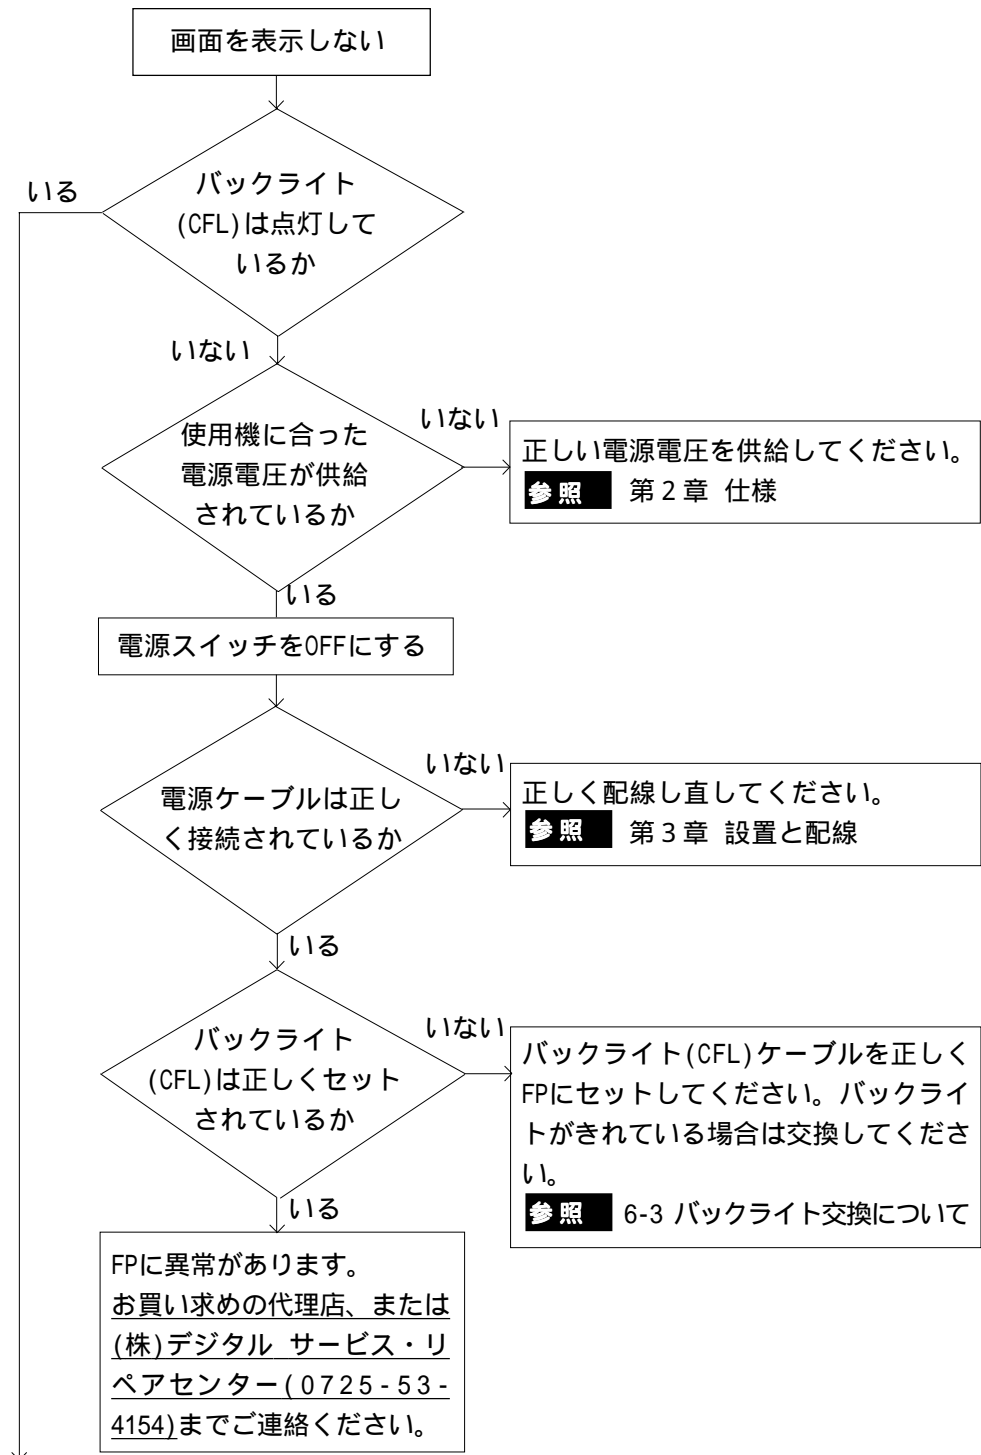 画面を表示しない
いる
バックライト
(CFL)は点灯して
いるか
いない
使用機に合った
電源電圧が供給
されているか
いない
正しい電源電圧を供給してください。
参照 第２章 仕様
いる
電源スイッチをOFFにする
電源ケーブルは正し
く接続されているか
いない
正しく配線し直してください。
参照 第３章 設置と配線
いる
バックライト
(CFL)は正しくセット
されているか
いない
バックライト(CFL)ケーブルを正しく
FPにセットしてください。バックライ
トがきれている場合は交換してくださ
い。
参照 6-3 バックライト交換について
いる
FPに異常があります。
お買い求めの代理店、または
(株)デジタル サービス・リ
ペアセンター(0725-53-
4154)までご連絡ください。